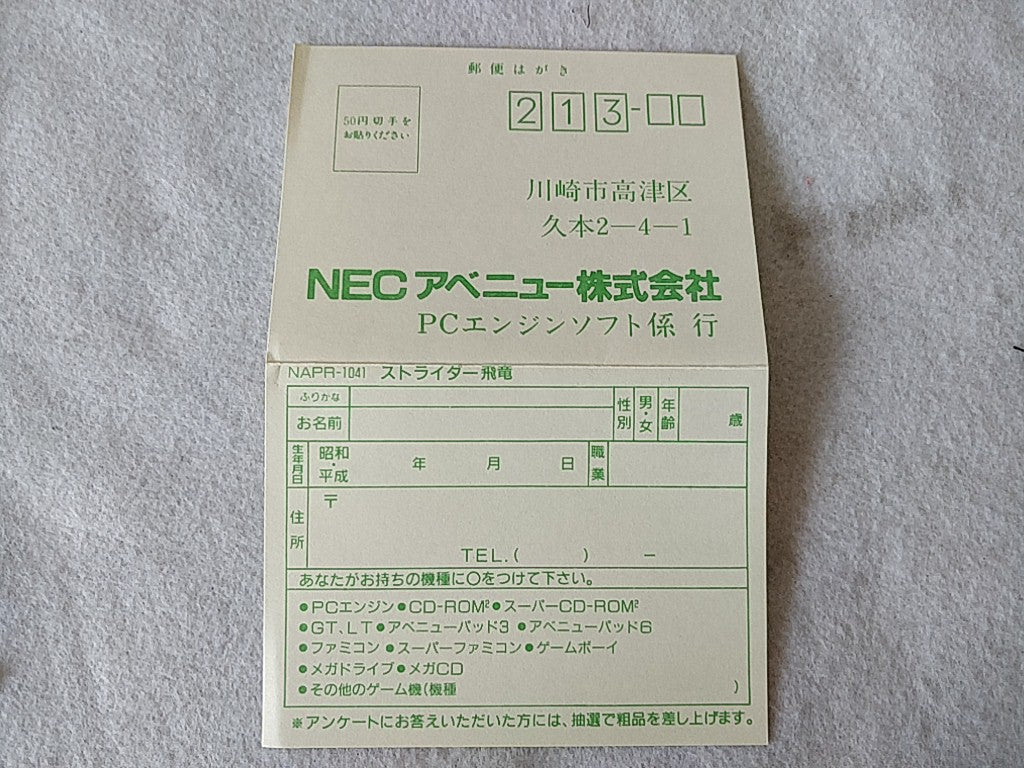 郵便はがき
50円切手を
お貼りください
213-
川崎市高津区
久本2―4―1
NECアベニュー株式会社
PCエンジンソフト係 行
NAPR-1041 ストライダー飛竜
ふりがな
お名前
性別
男・女
年齢
歳
生年月日
昭和・平成
年 月 日
職業
住所
〒
TEL.( ) −
あなたがお持ちの機種に○をつけて下さい。
●PCエンジン●CD-ROM²●スーパーCD-ROM²
●GT、LT●アベニューパッド3 ●アベニューパッド6
●ファミコン●スーパーファミコン●ゲームボーイ
●メガドライブ●メガCD
●その他のゲーム機(機種 )
※アンケートにお答えいただいた方には、抽選で粗品を差し上げます。